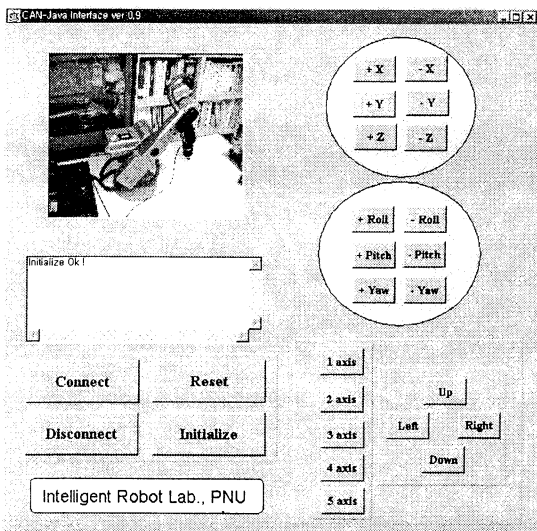 CAN-Java Interface ver 0.9
+ X - X
+ Y - Y
+ Z - Z
+ Roll - Roll
+ Pitch - Pitch
+ Yaw - Yaw
Initialize Ok !
Connect Reset
Disconnect Initialize
Intelligent Robot Lab., PNU
1 axis
2 axis
3 axis
4 axis
5 axis
Up
Left Right
Down